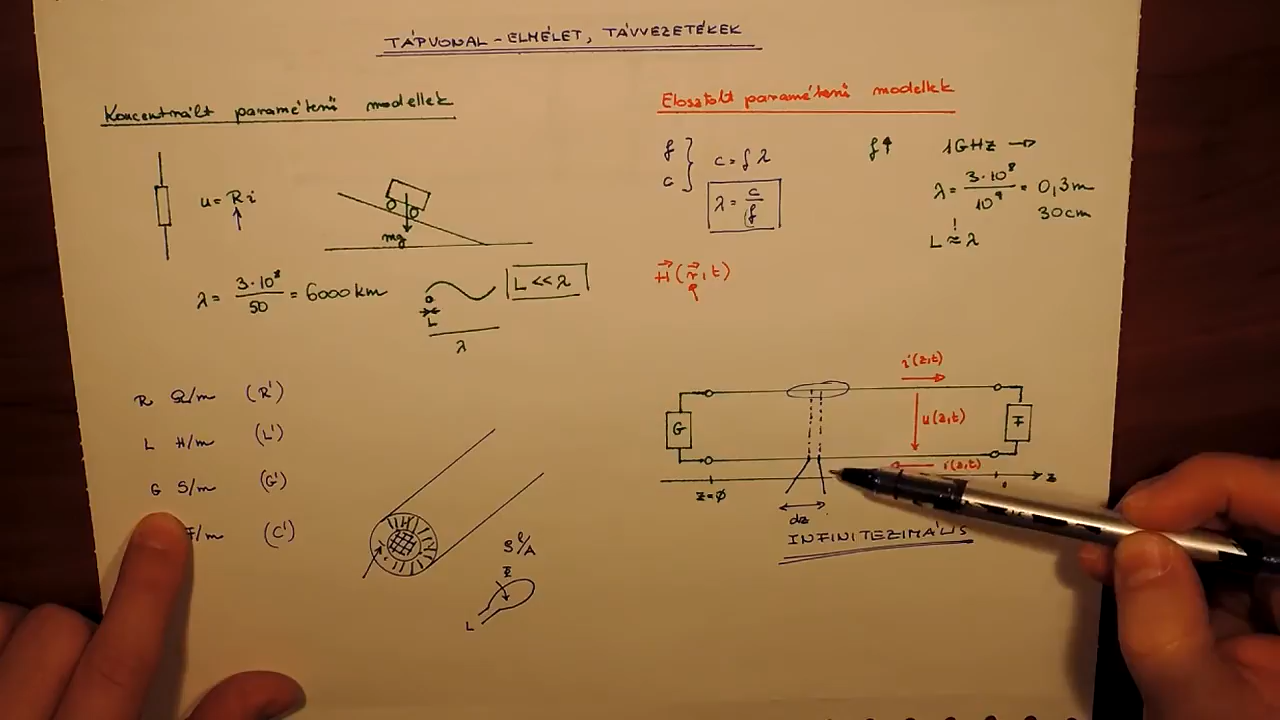 TÁPVONAL - ELMÉLET, TÁVVEZETÉKEK
Koncentrált paraméterű modellek
u = R i
mg
λ = 3·10⁸ / 50 = 6000 km
L << λ
L
λ
R Ω/m (R')
L H/m (L')
G S/m (G')
F/m (C')
S ℓ/A
Φ
L
Elosztott paraméterű modellek
f
c
c = f λ
λ = c / f
f↑ 1GHz →
λ = 3·10⁸ / 10⁹ = 0,3m
30cm
!
L ≈ λ
H(r, t)
i(z,t)
G
u(z,t)
F
i(z,t)
z
z=0
dz
INFINITEZIMÁLIS